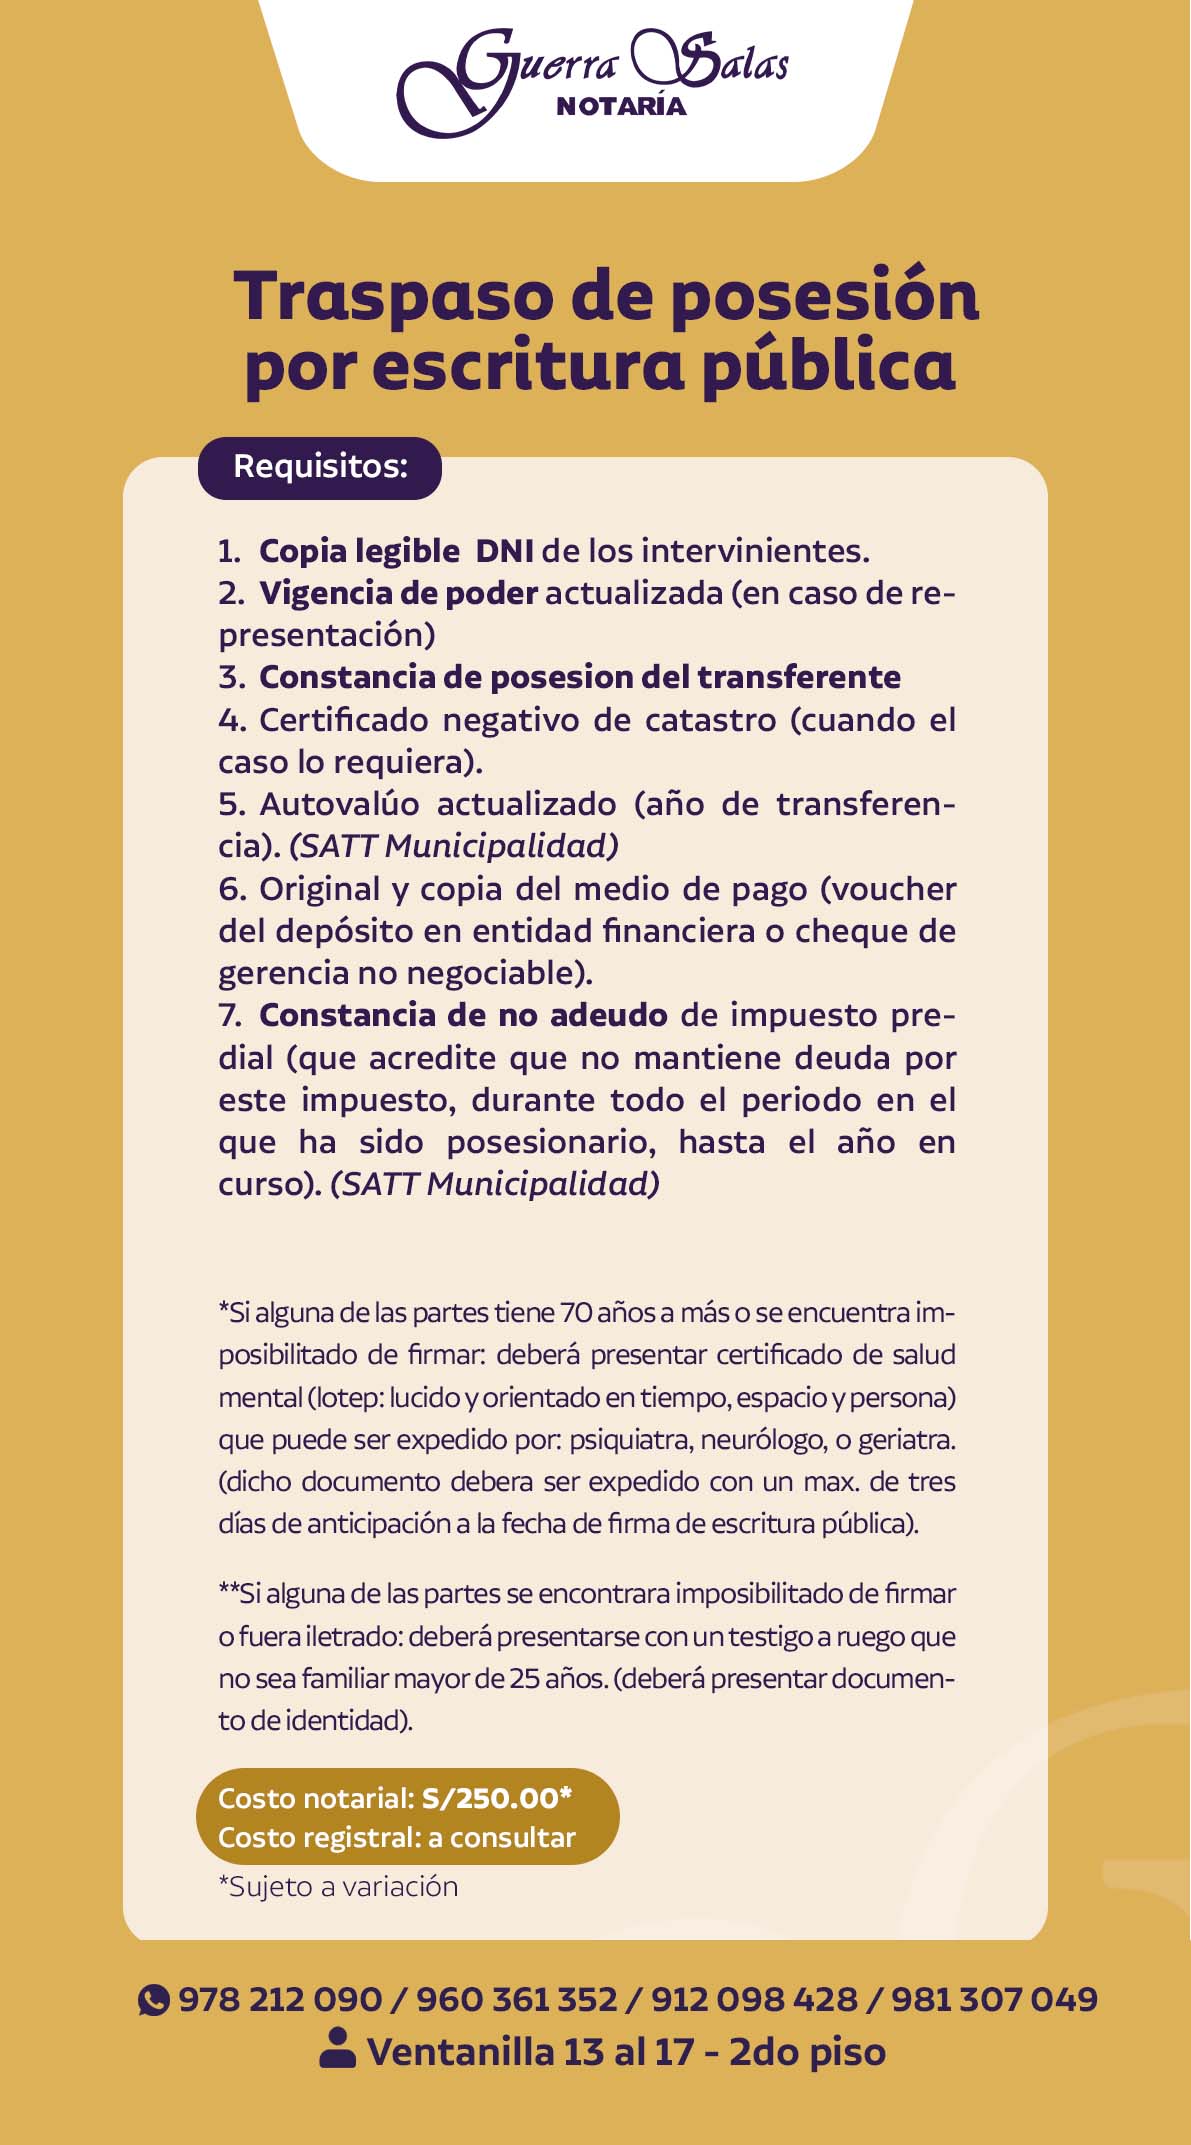 Guerra Salas
NOTARÍA
Traspaso de posesión
por escritura pública
Requisitos:
1. Copia legible  DNI de los intervinientes.
2. Vigencia de poder actualizada (en caso de re-
presentación)
3. Constancia de posesion del transferente
4. Certificado negativo de catastro (cuando el
caso lo requiera).
5. Autovalúo actualizado (año de transferen-
cia). (SATT Municipalidad)
6. Original y copia del medio de pago (voucher
del depósito en entidad financiera o cheque de
gerencia no negociable).
7. Constancia de no adeudo de impuesto pre-
dial (que acredite que no mantiene deuda por
este impuesto, durante todo el periodo en el
que ha sido posesionario, hasta el año en
curso). (SATT Municipalidad)
*Si alguna de las partes tiene 70 años a más o se encuentra im-
posibilitado de firmar: deberá presentar certificado de salud
mental (lotep: lucido y orientado en tiempo, espacio y persona)
que puede ser expedido por: psiquiatra, neurólogo, o geriatra.
(dicho documento debera ser expedido con un max. de tres
días de anticipación a la fecha de firma de escritura pública).
**Si alguna de las partes se encontrara imposibilitado de firmar
o fuera iletrado: deberá presentarse con un testigo a ruego que
no sea familiar mayor de 25 años. (deberá presentar documen-
to de identidad).
Costo notarial: S/250.00*
Costo registral: a consultar
*Sujeto a variación
978 212 090 / 960 361 352 / 912 098 428 / 981 307 049
Ventanilla 13 al 17 - 2do piso